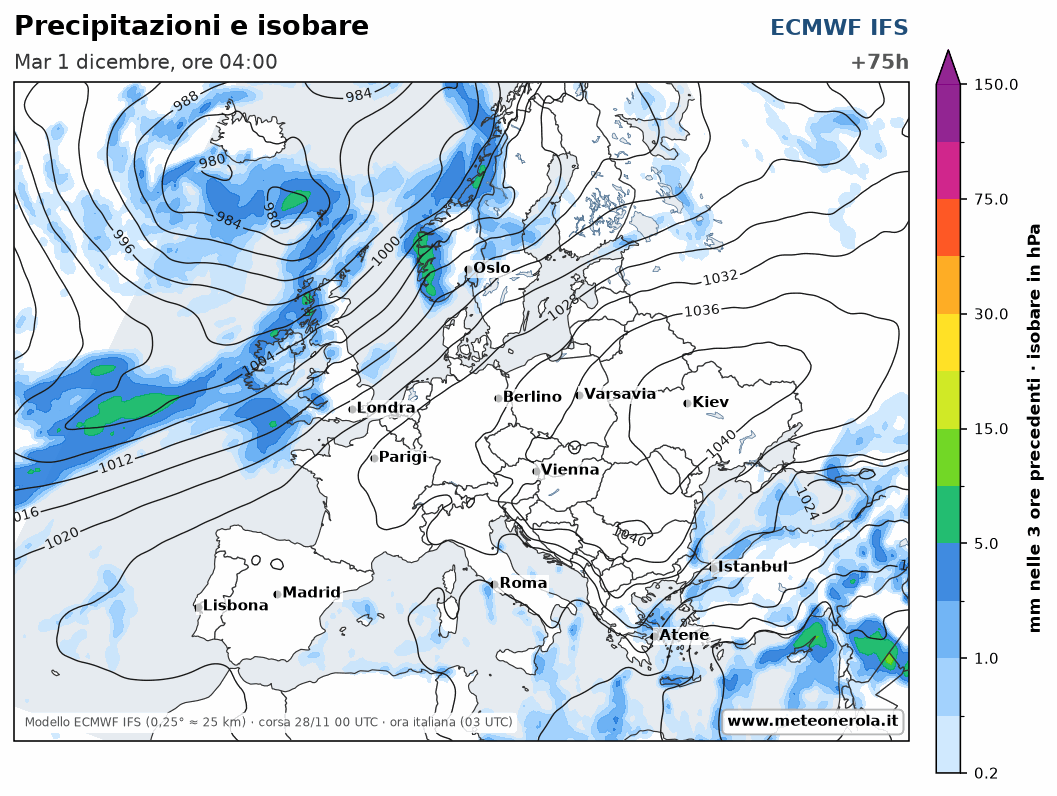 Precipitazioni e isobare
ECMWF IFS
Mar 1 dicembre, ore 04:00
+75h
988
984
980
984
980
996
1000
1004
1012
016
1020
1028
1032
1036
1040
1040
1024
Oslo
Londra
Berlino
Varsavia
Kiev
Parigi
Vienna
Istanbul
Roma
Madrid
Lisbona
Atene
Modello ECMWF IFS (0,25° ≈ 25 km) · corsa 28/11 00 UTC · ora italiana (03 UTC)
www.meteonerola.it
150.0
75.0
30.0
15.0
5.0
1.0
0.2
mm nelle 3 ore precedenti · isobare in hPa